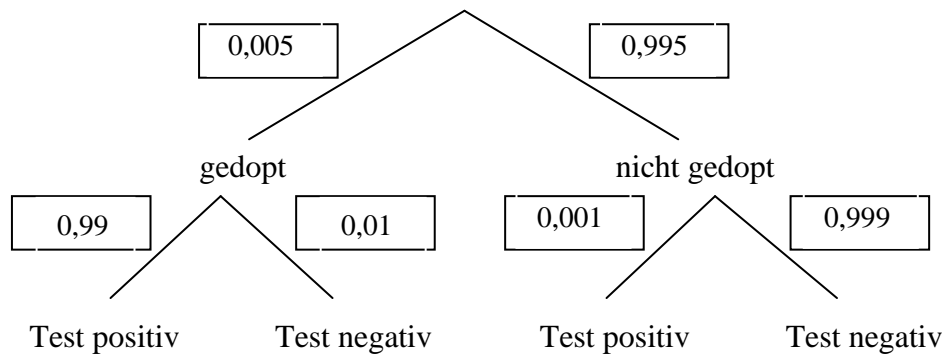 0,005 0,995
gedopt nicht gedopt
0,99 0,01 0,001 0,999
Test positiv Test negativ Test positiv Test negativ